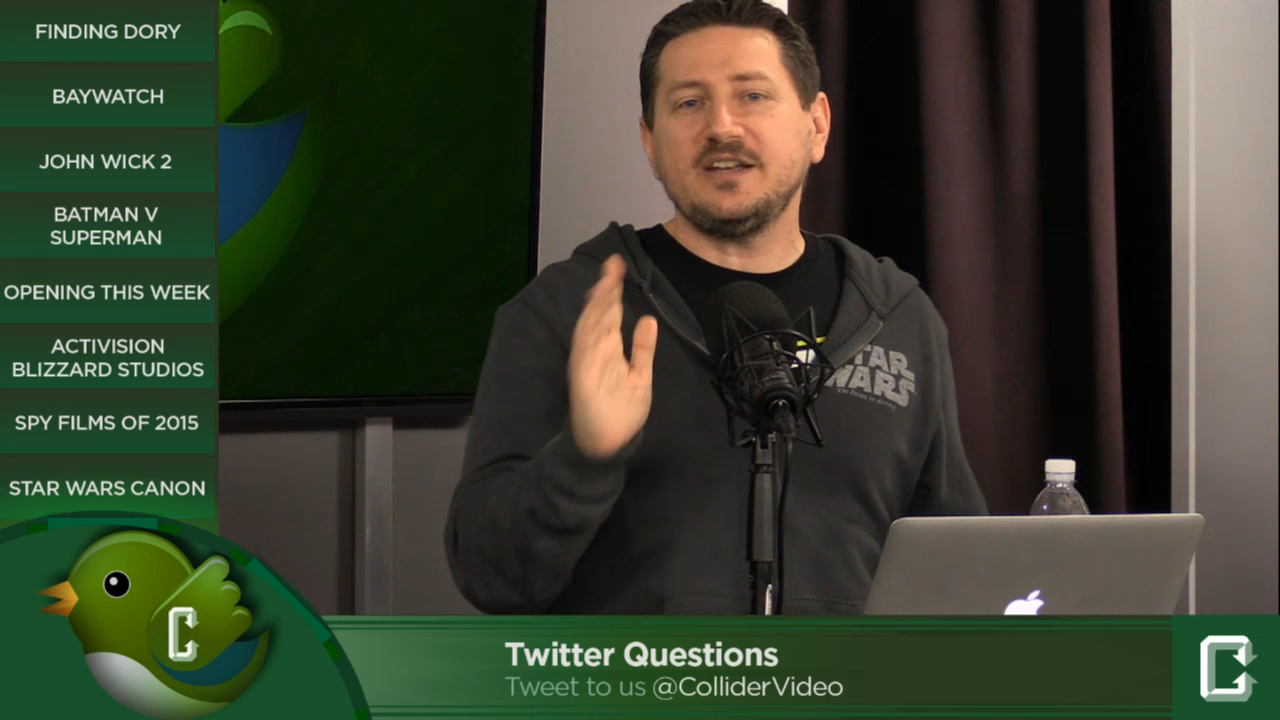 FINDING DORY
BAYWATCH
JOHN WICK 2
BATMAN V
SUPERMAN
OPENING THIS WEEK
ACTIVISION
BLIZZARD STUDIOS
SPY FILMS OF 2015
STAR WARS CANON
STAR
WARS
Twitter Questions
Tweet to us @ColliderVideo